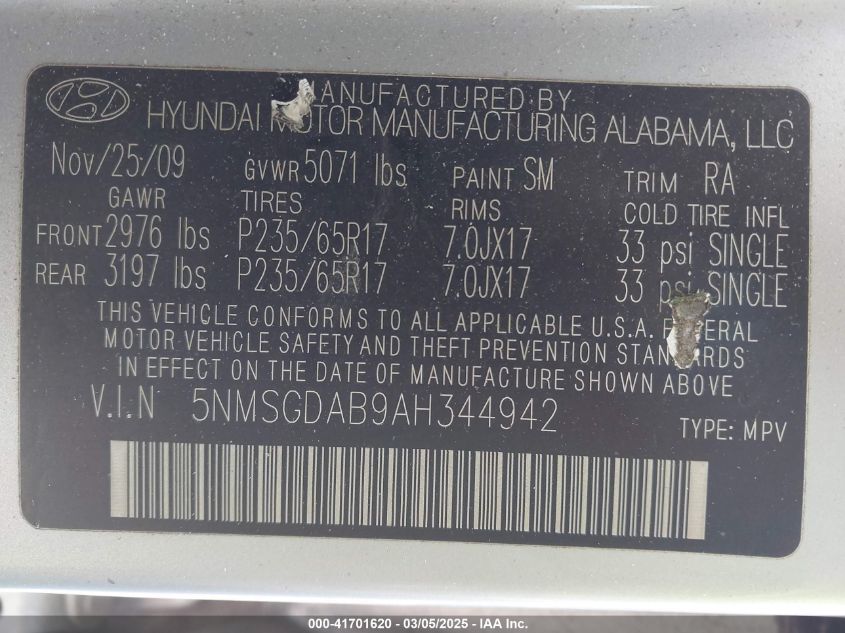 MANUFACTURED BY
HYUNDAI MOTOR MANUFACTURING ALABAMA, LLC
Nov/25/09 GVWR 5071 lbs PAINT SM TRIM RA
GAWR TIRES RIMS COLD TIRE INFL
FRONT 2976 lbs P235/65R17 7.0JX17 33 psi SINGLE
REAR 3197 lbs P235/65R17 7.0JX17 33 psi SINGLE
THIS VEHICLE CONFORMS TO ALL APPLICABLE U.S.A. FEDERAL
MOTOR VEHICLE SAFETY AND THEFT PREVENTION STANDARDS
IN EFFECT ON THE DATE OF MANUFACTURE SHOWN ABOVE
V.I.N 5NMSGDAB9AH344942 TYPE: MPV
000-41701620 - 03/05/2025 - IAA Inc.